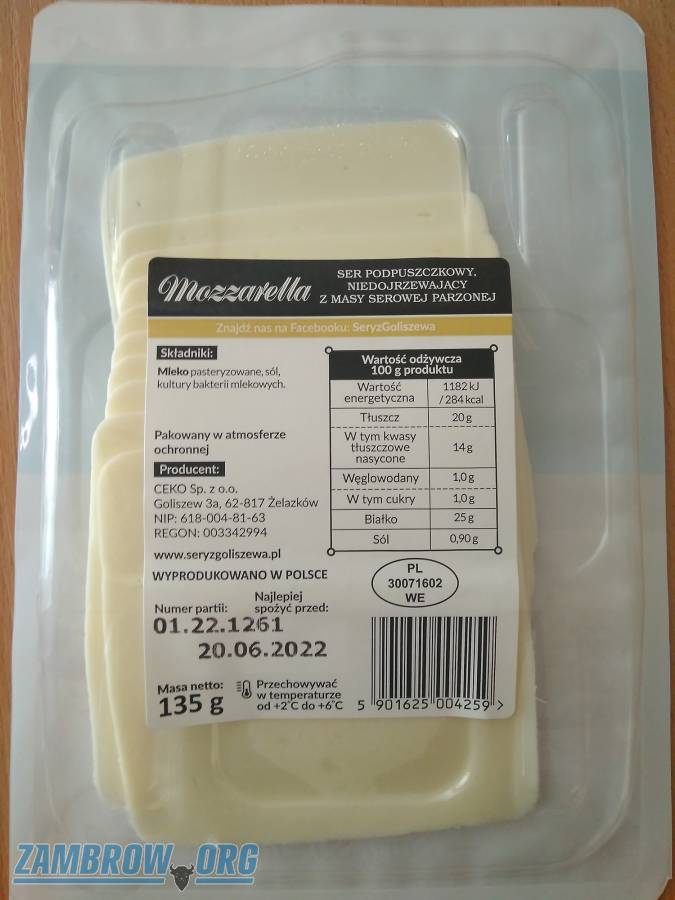 Mozzarella
SER PODPUSZCZKOWY,
NIEDOJRZEWAJĄCY
Z MASY SEROWEJ PARZONEJ
Znajdź nas na Facebooku: SeryzGoliszewa
Składniki:
Mleko pasteryzowane, sól,
kultury bakterii mlekowych.
Pakowany w atmosferze
ochronnej
Producent:
CEKO Sp. z o.o.
Goliszew 3a, 62-817 Żelazków
NIP: 618-004-81-63
REGON: 003342994
www.seryzgoliszewa.pl
WYPRODUKOWANO W POLSCE
Wartość odżywcza
100 g produktu
Wartość energetyczna 1182 kJ / 284 kcal
Tłuszcz 20 g
W tym kwasy tłuszczowe nasycone 14 g
Węglowodany 1,0 g
W tym cukry 1,0 g
Białko 25 g
Sól 0,90 g
PL
30071602
WE
Numer partii:
Najlepiej
spożyć przed:
01.22.1261
20.06.2022
Masa netto:
135 g
Przechowywać
w temperaturze
od +2°C do +6°C
5 901625 004259 >
ZAMBROW.ORG